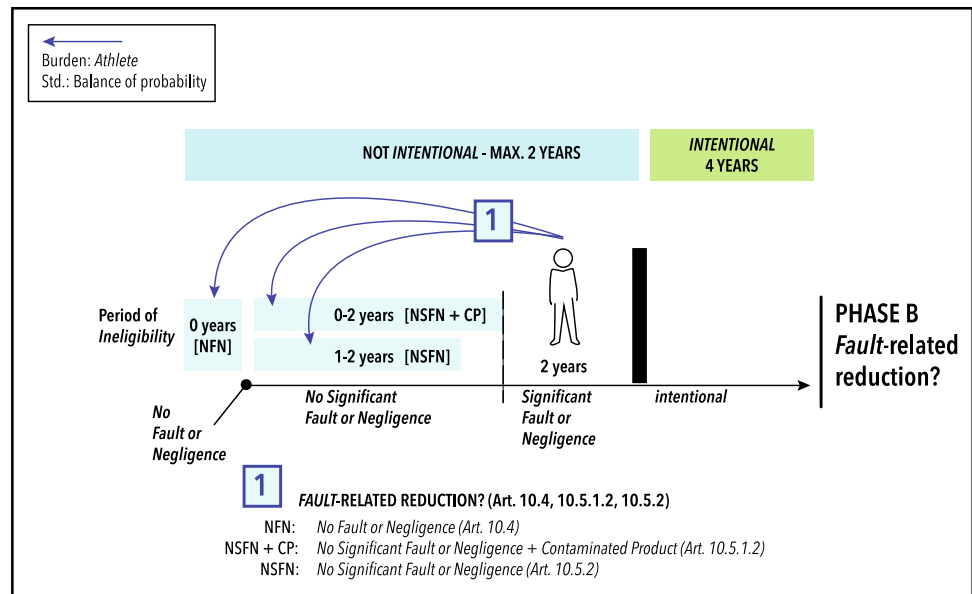 Burden: Athlete
Std.: Balance of probability
NOT INTENTIONAL - MAX. 2 YEARS
INTENTIONAL
4 YEARS
1
Period of
Ineligibility
0 years
[NFN]
0-2 years [NSFN + CP]
1-2 years [NSFN]
2 years
PHASE B
Fault-related
reduction?
No
Fault or
Negligence
No Significant
Fault or Negligence
Significant
Fault or
Negligence
intentional
1
FAULT-RELATED REDUCTION? (Art. 10.4, 10.5.1.2, 10.5.2)
NFN: No Fault or Negligence (Art. 10.4)
NSFN + CP: No Significant Fault or Negligence + Contaminated Product (Art. 10.5.1.2)
NSFN: No Significant Fault or Negligence (Art. 10.5.2)